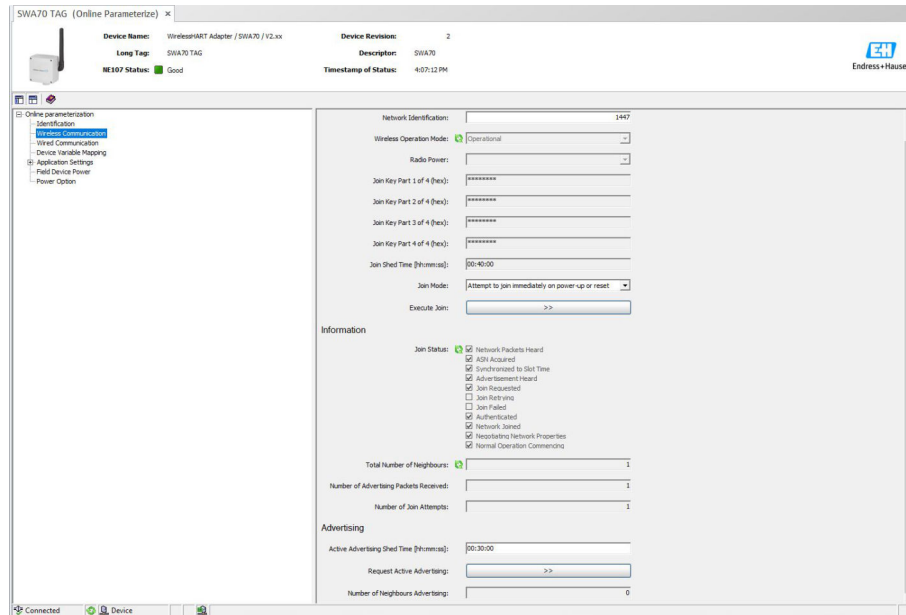 SWA70 TAG (Online Parameterize) ×
Device Name: WirelessHART Adapter / SWA70 / V2.xx Device Revision: 2
Long Tag: SWA70 TAG Descriptor: SWA70
NE107 Status: Good Timestamp of Status: 4:07:12 PM
EH
Endress+Hause
Online parameterization
Identification
Wireless Communication
Wired Communication
Device Variable Mapping
Application Settings
Field Device Power
Power Option
Network Identification: 1447
Wireless Operation Mode: Operational
Radio Power:
Join Key Part 1 of 4 (hex): ********
Join Key Part 2 of 4 (hex): ********
Join Key Part 3 of 4 (hex): ********
Join Key Part 4 of 4 (hex): ********
Join Shed Time [hh:mm:ss]: 00:40:00
Join Mode: Attempt to join immediately on power-up or reset
Execute Join: >>
Information
Join Status: Network Packets Heard
ASN Acquired
Synchronized to Slot Time
Advertisement Heard
Join Requested
Join Retrying
Join Failed
Authenticated
Network Joined
Negotiating Network Properties
Normal Operation Commencing
Total Number of Neighbours: 1
Number of Advertising Packets Received: 1
Number of Join Attempts: 1
Advertising
Active Advertising Shed Time [hh:mm:ss]: 00:30:00
Request Active Advertising: >>
Number of Neighbours Advertising: 0
Connected Device